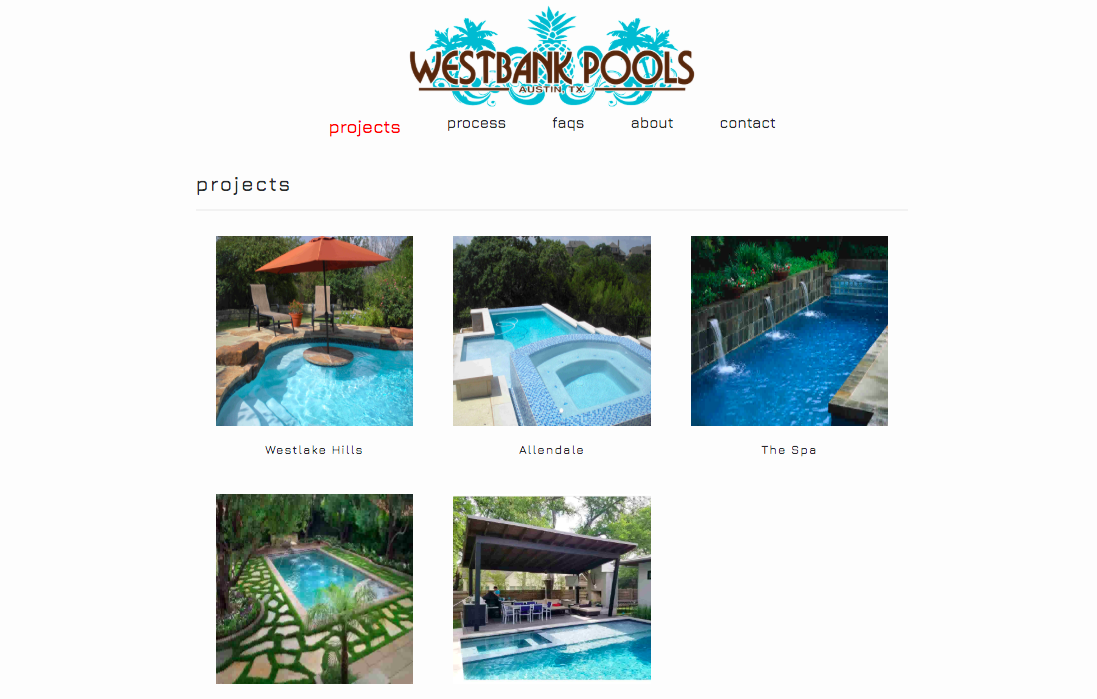 WESTBANK POOLS
AUSTIN, TX.
projects process faqs about contact
projects
Westlake Hills Allendale The Spa